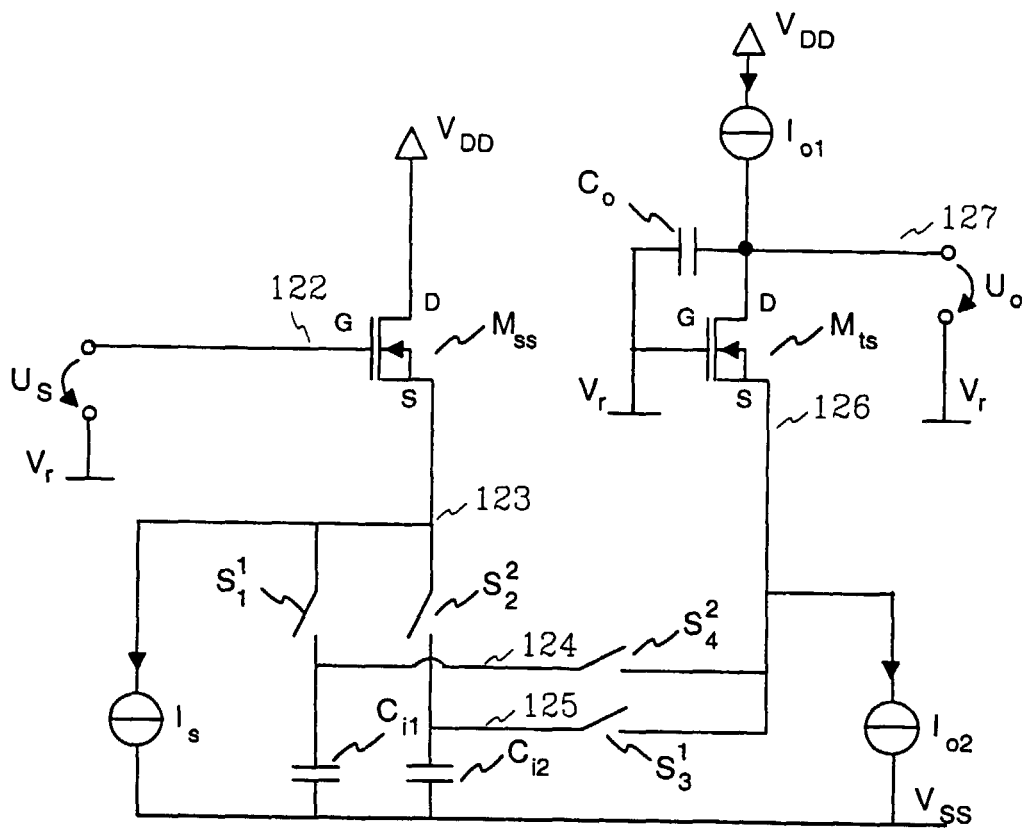 V_DD
I_o1
V_DD
C_o
127
122
G
D
M_ss
S
G
D
M_ts
S
U_o
U_S
V_r
V_r
V_r
126
123
S_1^1
S_2^2
124
S_4^2
125
S_3^1
I_s
C_i1
C_i2
I_o2
V_SS